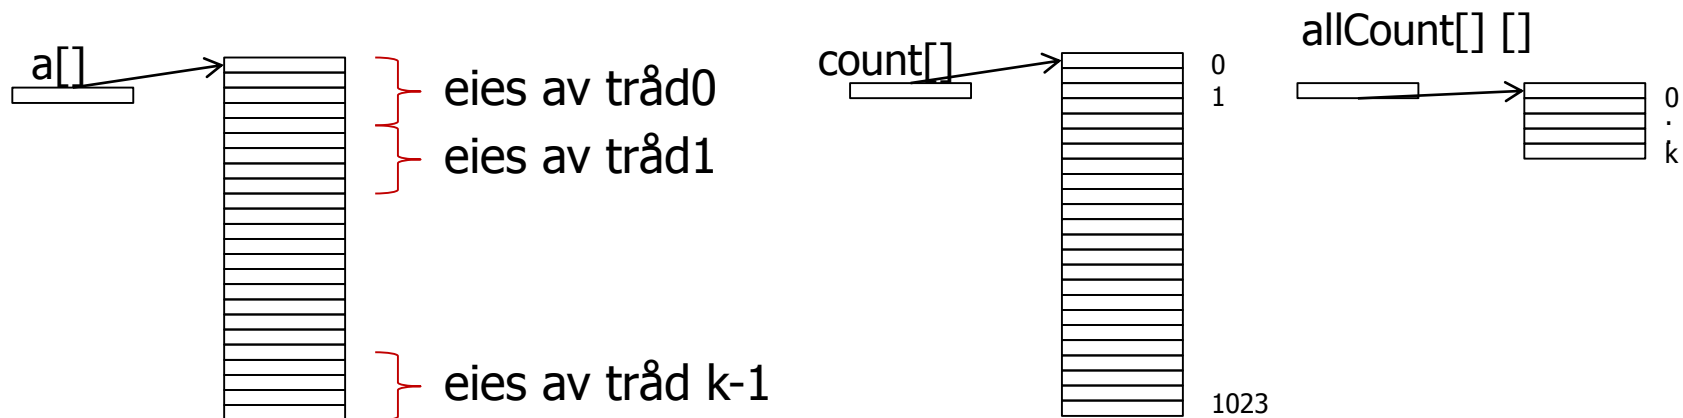 a[]
eies av tråd0
eies av tråd1
eies av tråd k-1
count[]
0
1
1023
allCount[] []
0
.
.
k